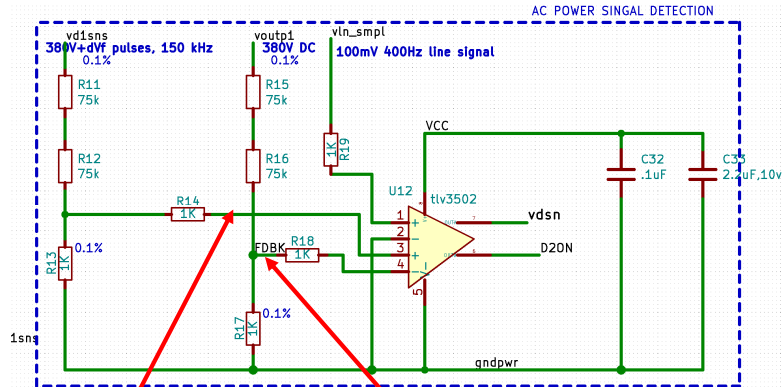 AC POWER SINGAL DETECTION
vd1sns
voutp1
vln_smpl
380V+dVf pulses, 150 kHz
380V DC
100mV 400Hz line signal
0.1%
0.1%
R11
75k
R15
75k
VCC
R12
75k
R16
75k
1K
R19
C32
.1uF
C33
2.2uF,10v
U12
tlv3502
R14
1K
1
+
vdsn
2
−
FDBK
R18
1K
3
+
D2ON
4
−
0.1%
R13
1K
5
0.1%
R17
1K
1sns
gndpwr